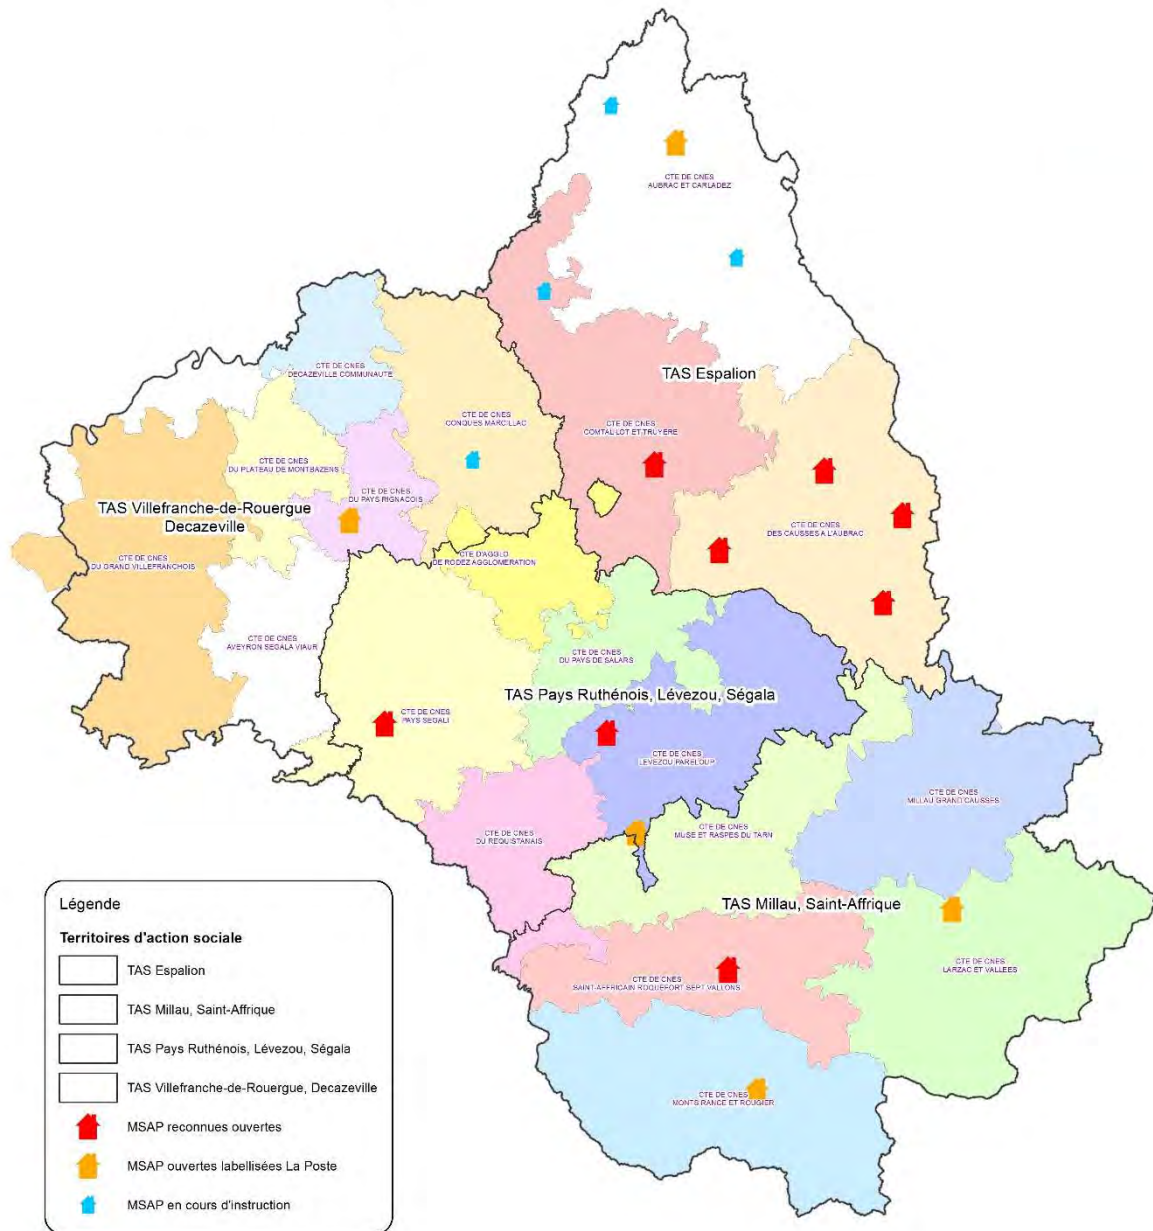 CTE DE CNES
AUBRAC ET CARLADEZ
TAS Espalion
CTE DE CNES
DECAZEVILLE COMMUNAUTE
CTE DE CNES
CONQUES MARCILLAC
CTE DE CNES
COMTAL LOT ET TRUYERE
CTE DE CNES
DU PLATEAU DE MONTBAZENS
CTE DE CNES
DU PAYS RIGNACOIS
TAS Villefranche-de-Rouergue
Decazeville
CTE DE CNES
DES CAUSSES A L'AUBRAC
CTE DE CNES
DU GRAND VILLEFRANCHOIS
CTE D'AGGLO
DE RODEZ AGGLOMERATION
CTE DE CNES
AVEYRON SEGALA VIAUR
CTE DE CNES
DU PAYS DE SALARS
TAS Pays Ruthénois, Lévezou, Ségala
CTE DE CNES
PAYS SEGALI
CTE DE CNES
LEVEZOU PARELOUP
CTE DE CNES
MILLAU GRAND CAUSSES
CTE DE CNES
MUSE ET RASPES DU TARN
CTE DE CNES
DU REQUISTANAIS
TAS Millau, Saint-Affrique
CTE DE CNES
LARZAC ET VALLEES
CTE DE CNES
SAINT-AFFRICAIN ROQUEFORT SEPT VALLONS
CTE DE CNES
MONTS RANCE ET ROUGIER
Légende
Territoires d'action sociale
TAS Espalion
TAS Millau, Saint-Affrique
TAS Pays Ruthénois, Lévezou, Ségala
TAS Villefranche-de-Rouergue, Decazeville
MSAP reconnues ouvertes
MSAP ouvertes labellisées La Poste
MSAP en cours d'instruction